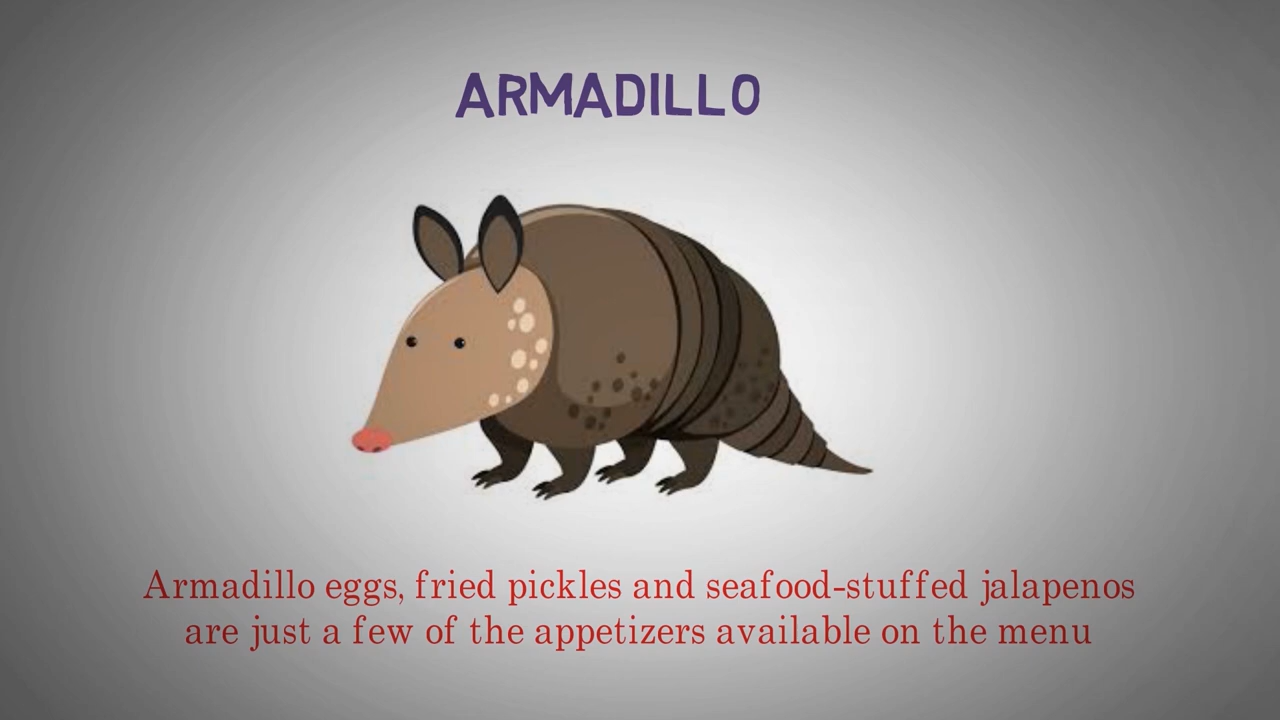 ARMADILLO
Armadillo eggs, fried pickles and seafood-stuffed jalapenos
are just a few of the appetizers available on the menu